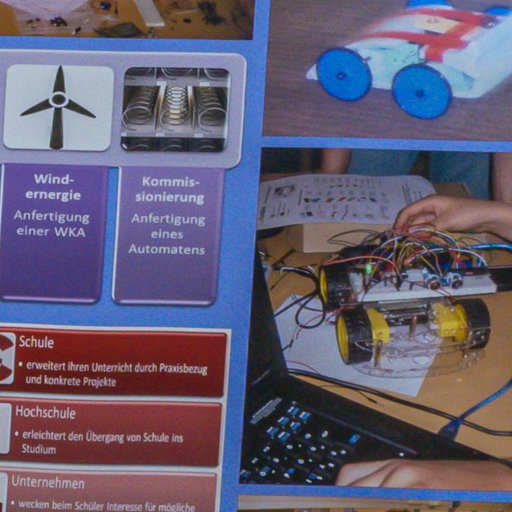 Wind-
energie
Anfertigung
einer WKA
Kommis-
sionierung
Anfertigung
eines
Automatens
Schule
• erweitert ihren Unterricht durch Praxisbezug
und konkrete Projekte
Hochschule
• erleichtert den Übergang von Schule ins
Studium
Unternehmen
• wecken beim Schüler Interesse für mögliche